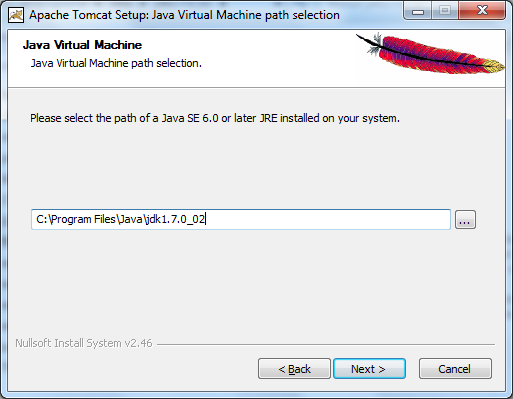 Apache Tomcat Setup: Java Virtual Machine path selection
Java Virtual Machine
Java Virtual Machine path selection.
Please select the path of a Java SE 6.0 or later JRE installed on your system.
C:\Program Files\Java\jdk1.7.0_02
...
Nullsoft Install System v2.46
< Back Next > Cancel